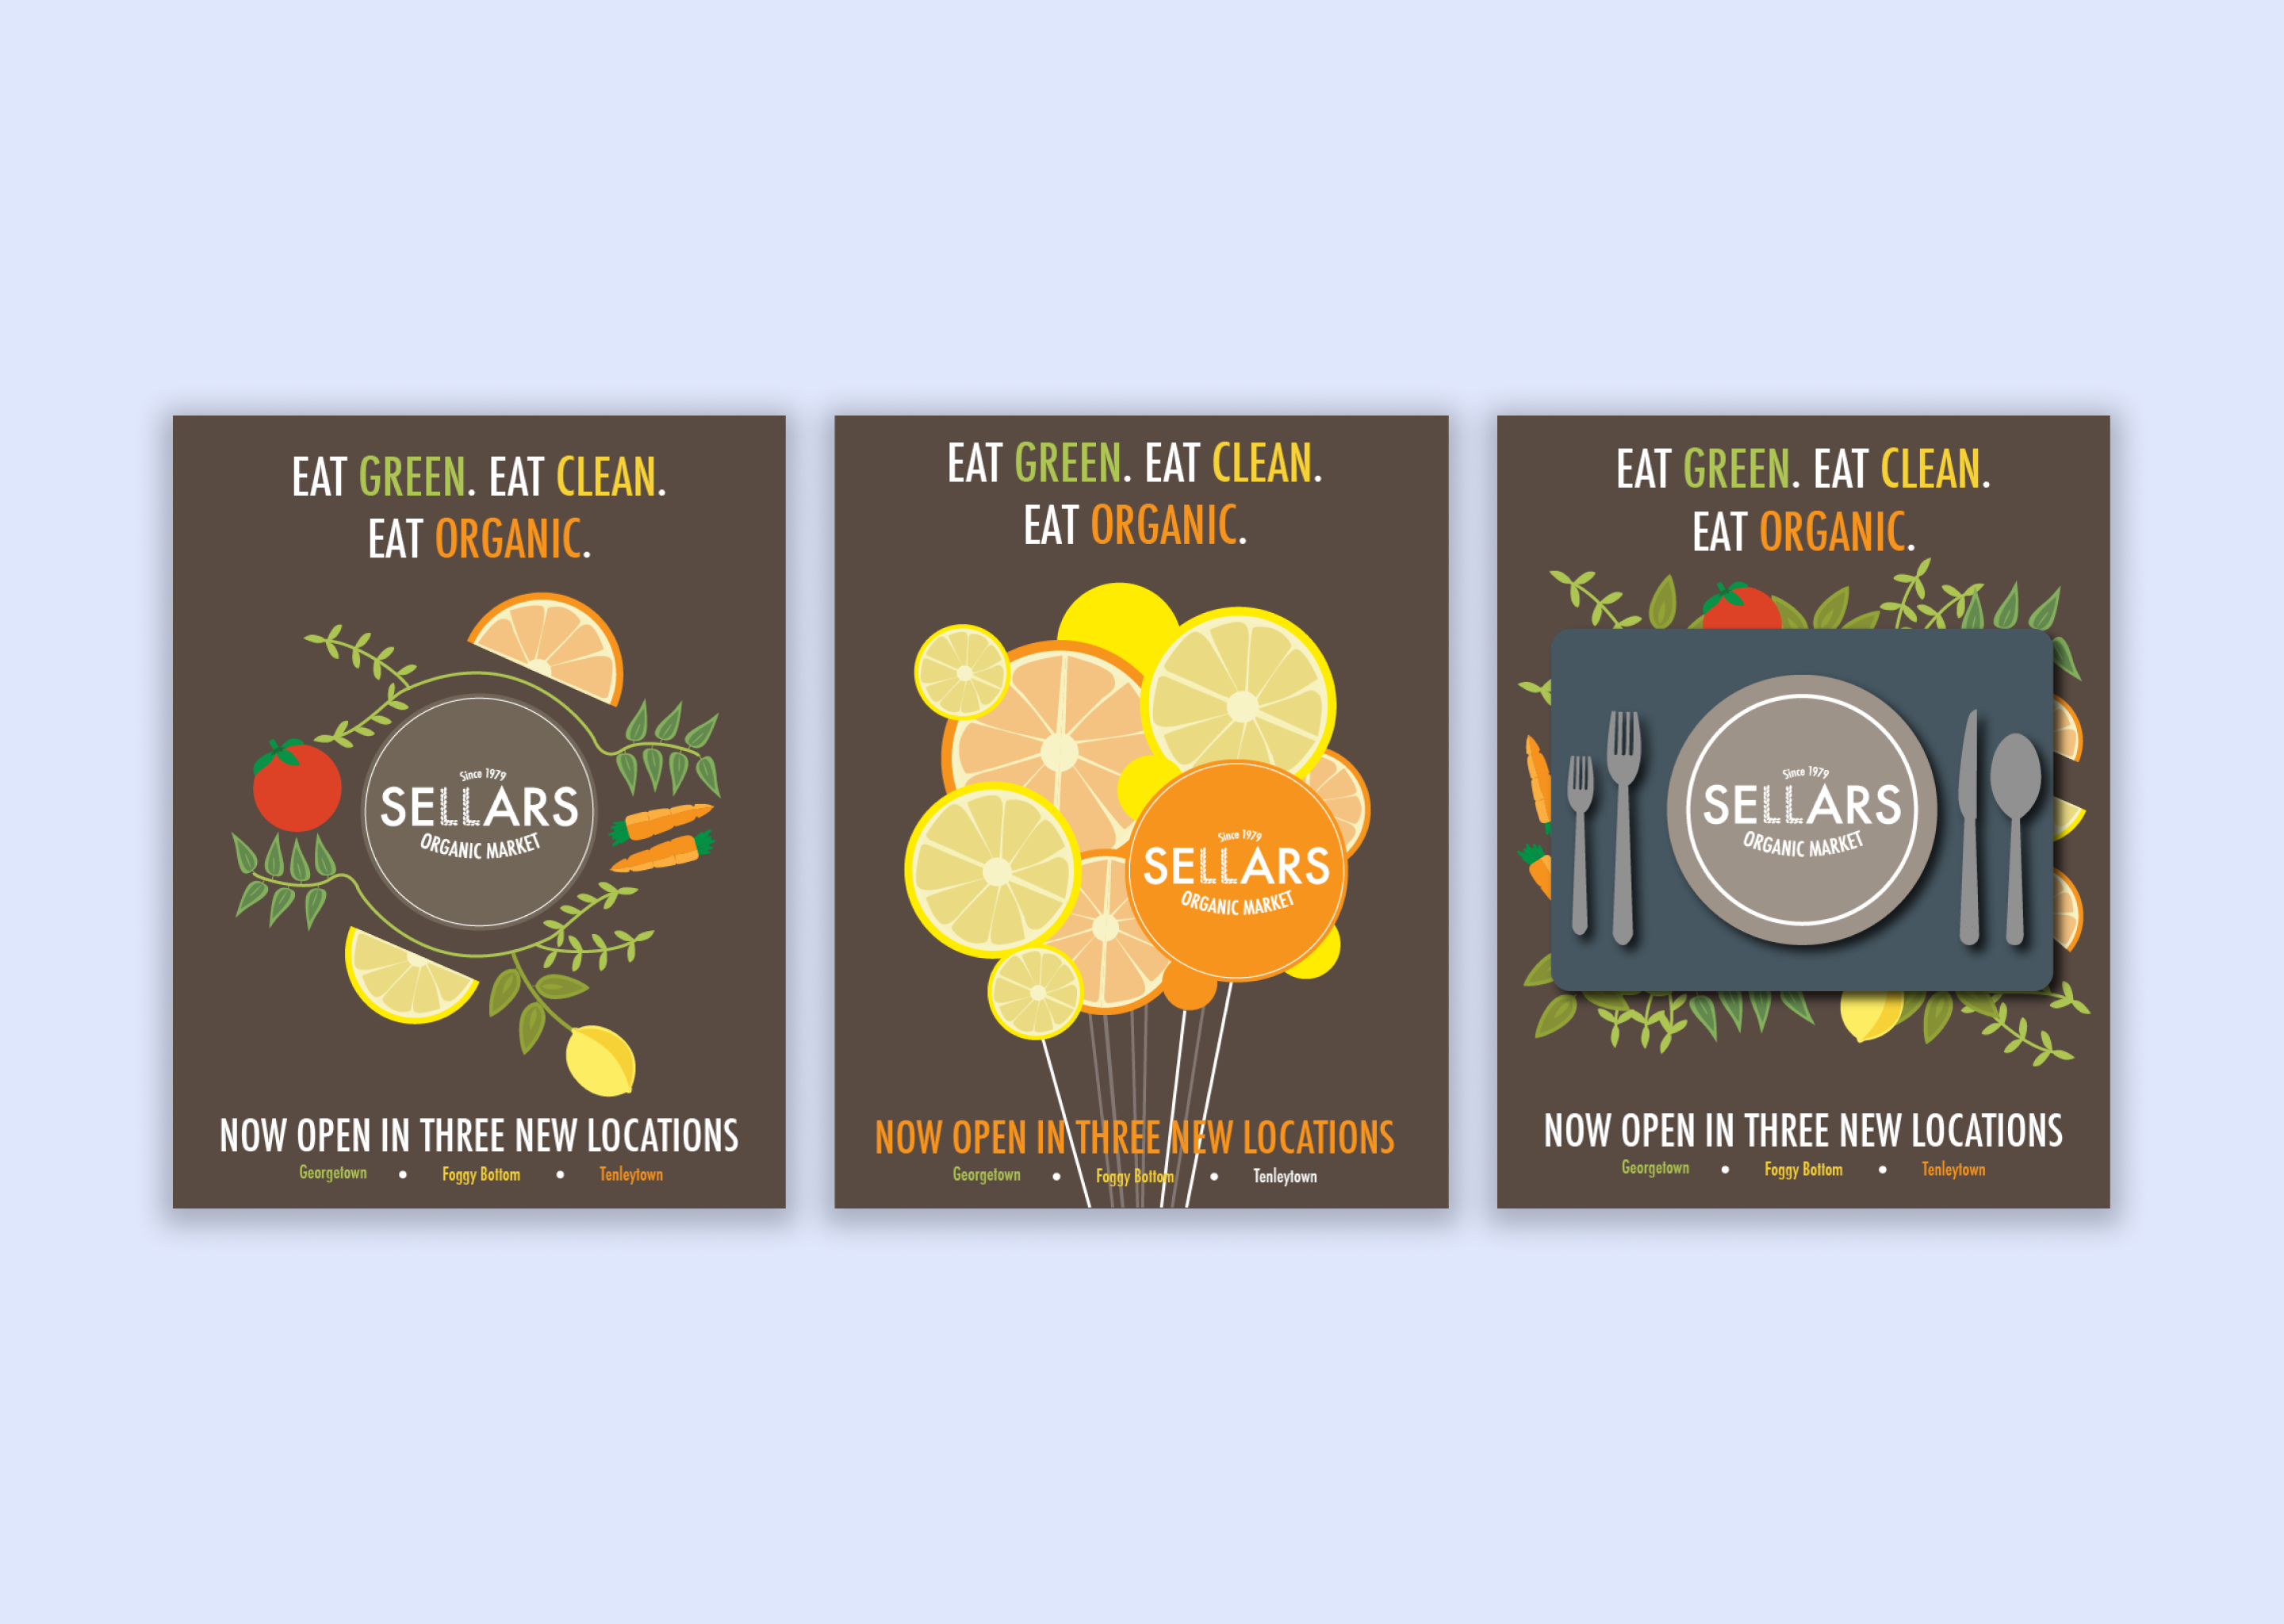 EAT GREEN. EAT CLEAN.
EAT ORGANIC.
Since 1979
SELLARS
ORGANIC MARKET
NOW OPEN IN THREE NEW LOCATIONS
Georgetown • Foggy Bottom • Tenleytown
EAT GREEN. EAT CLEAN.
EAT ORGANIC.
Since 1979
SELLARS
ORGANIC MARKET
NOW OPEN IN THREE NEW LOCATIONS
Georgetown • Foggy Bottom • Tenleytown
EAT GREEN. EAT CLEAN.
EAT ORGANIC.
Since 1979
SELLARS
ORGANIC MARKET
NOW OPEN IN THREE NEW LOCATIONS
Georgetown • Foggy Bottom • Tenleytown